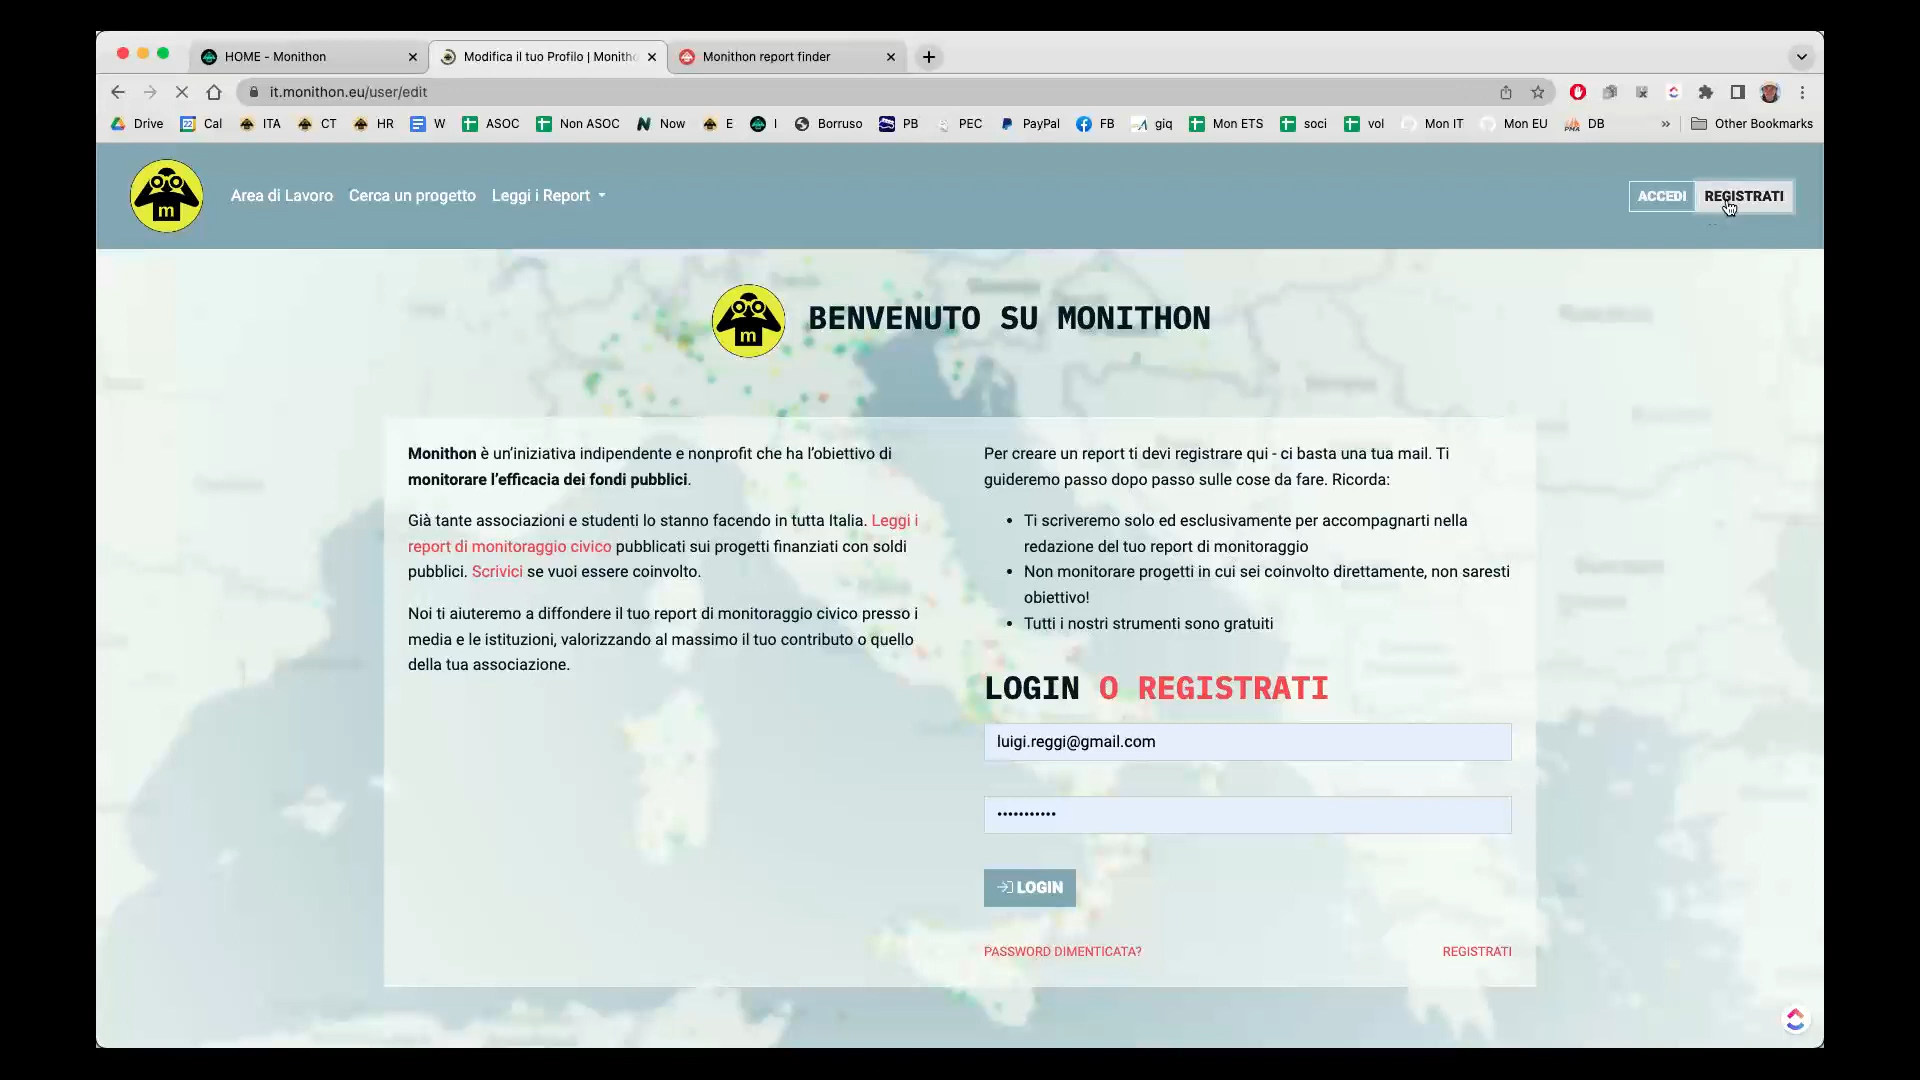 HOME - Monithon
Modifica il tuo Profilo | Monitho
Monithon report finder
it.monithon.eu/user/edit
Drive
22 Cal
ITA
CT
HR
W
ASOC
Non ASOC
Now
E
I
Borruso
PB
PEC
PayPal
FB
giq
Mon ETS
soci
vol
Mon IT
Mon EU
PMA DB
»
Other Bookmarks
m
Area di Lavoro
Cerca un progetto
Leggi i Report
ACCEDI
REGISTRATI
m
BENVENUTO SU MONITHON
Monithon è un'iniziativa indipendente e nonprofit che ha l'obiettivo di
monitorare l'efficacia dei fondi pubblici.
Già tante associazioni e studenti lo stanno facendo in tutta Italia. Leggi i
report di monitoraggio civico pubblicati sui progetti finanziati con soldi
pubblici. Scrivici se vuoi essere coinvolto.
Noi ti aiuteremo a diffondere il tuo report di monitoraggio civico presso i
media e le istituzioni, valorizzando al massimo il tuo contributo o quello
della tua associazione.
Per creare un report ti devi registrare qui - ci basta una tua mail. Ti
guideremo passo dopo passo sulle cose da fare. Ricorda:
• Ti scriveremo solo ed esclusivamente per accompagnarti nella
redazione del tuo report di monitoraggio
• Non monitorare progetti in cui sei coinvolto direttamente, non saresti
obiettivo!
• Tutti i nostri strumenti sono gratuiti
LOGIN O REGISTRATI
luigi.reggi@gmail.com
•••••••••••
LOGIN
PASSWORD DIMENTICATA?
REGISTRATI